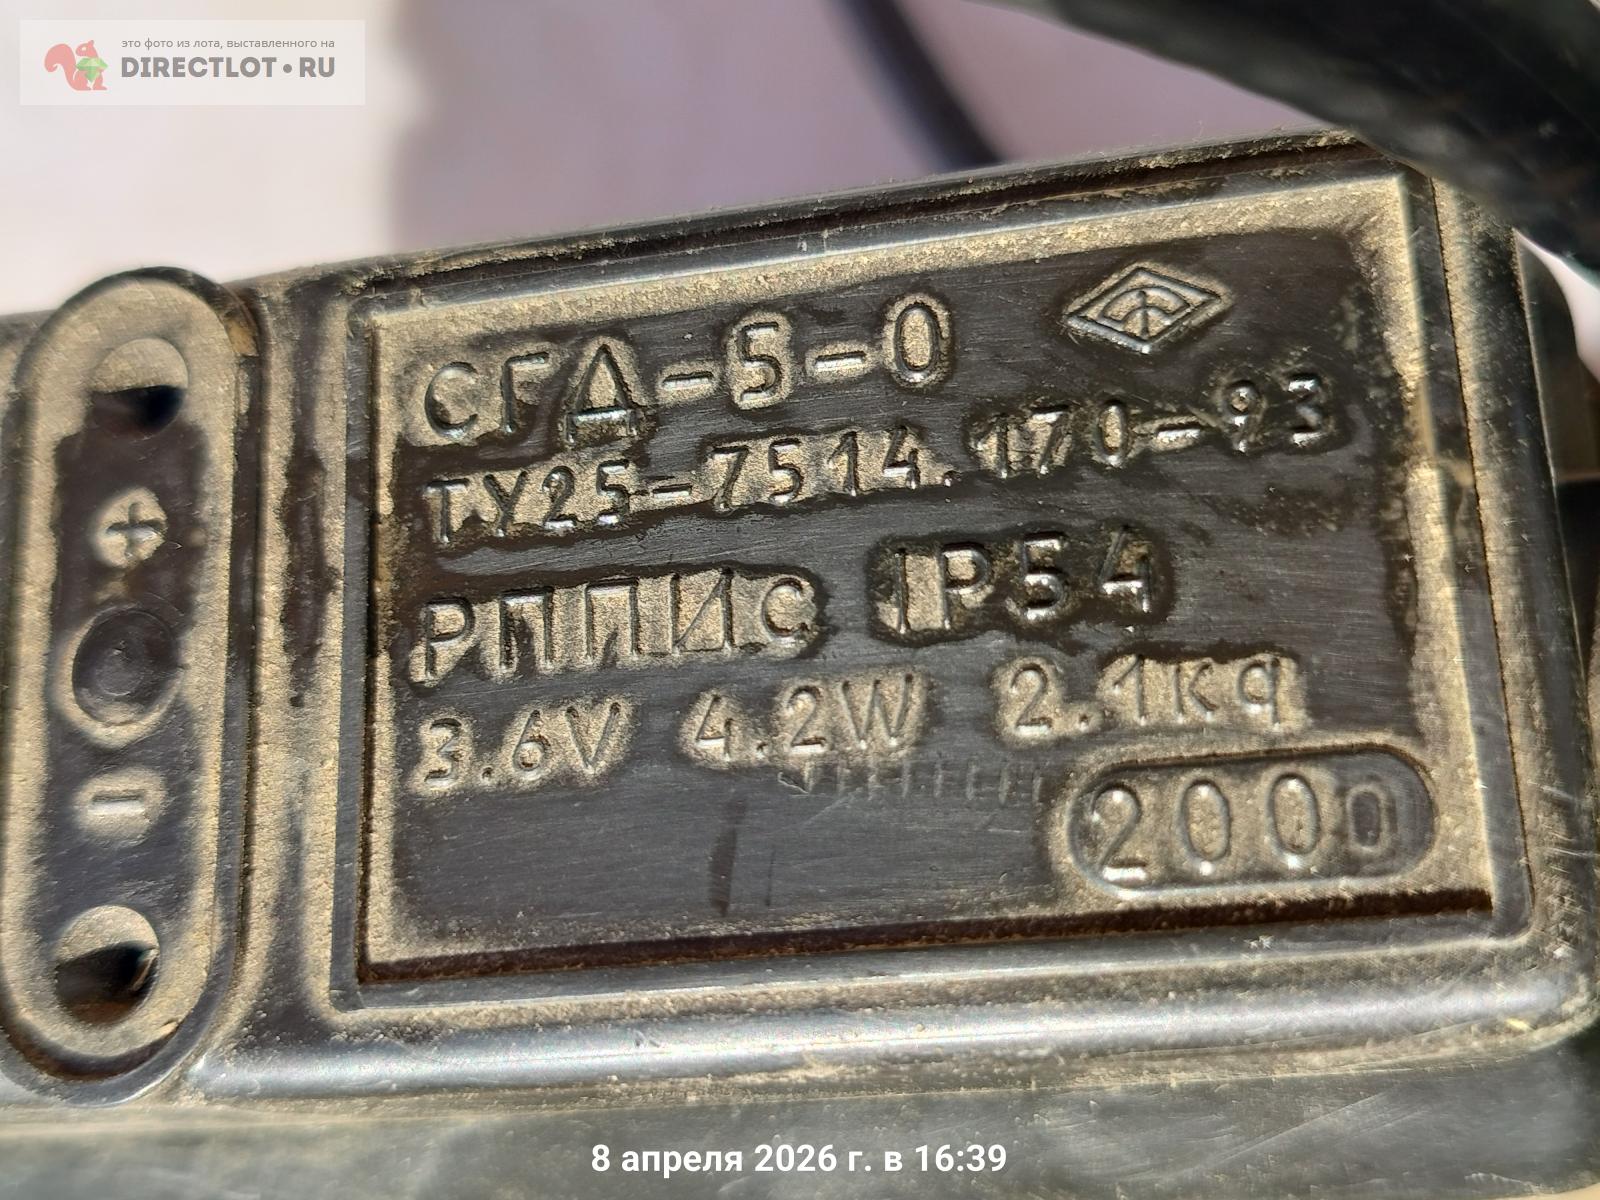 это фото из лота, выставленного на
DIRECTLOT•RU
СГД-5-0
ТУ25-7514.170-93
РППИс IP54
3.6V 4.2W 2.1кg
2000
+
−
8 апреля 2026 г. в 16:39